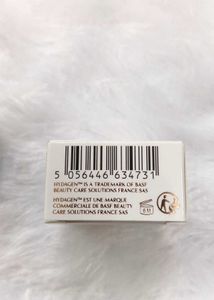 5 056446 634731
HYDAGEN™ IS A TRADEMARK OF BASF
BEAUTY CARE SOLUTIONS FRANCE SAS
HYDAGEN™ EST UNE MARQUE
COMMERCIALE DE BASF BEAUTY
CARE SOLUTIONS FRANCE SAS